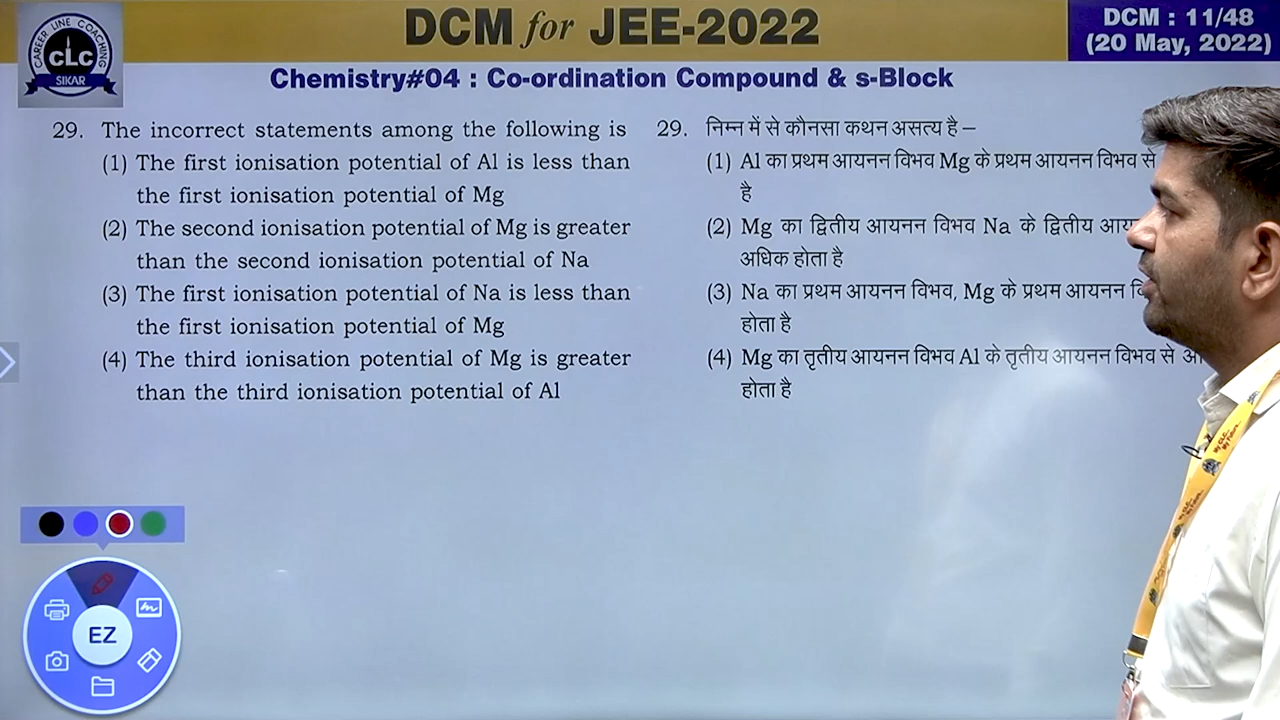 DCM for JEE-2022
DCM : 11/48
(20 May, 2022)
CAREER LINE COACHING
CLC
SIKAR
Chemistry#04 : Co-ordination Compound & s-Block
29. The incorrect statements among the following is
(1) The first ionisation potential of Al is less than
the first ionisation potential of Mg
(2) The second ionisation potential of Mg is greater
than the second ionisation potential of Na
(3) The first ionisation potential of Na is less than
the first ionisation potential of Mg
(4) The third ionisation potential of Mg is greater
than the third ionisation potential of Al
29. निम्न में से कौनसा कथन असत्य है –
(1) Al का प्रथम आयनन विभव Mg के प्रथम आयनन विभव से
है
(2) Mg का द्वितीय आयनन विभव Na के द्वितीय
अधिक होता है
(3) Na का प्रथम आयनन विभव, Mg के प्रथम आयनन
होता है
(4) Mg का तृतीय आयनन विभव Al के तृतीय आयनन विभव से
होता है
EZ